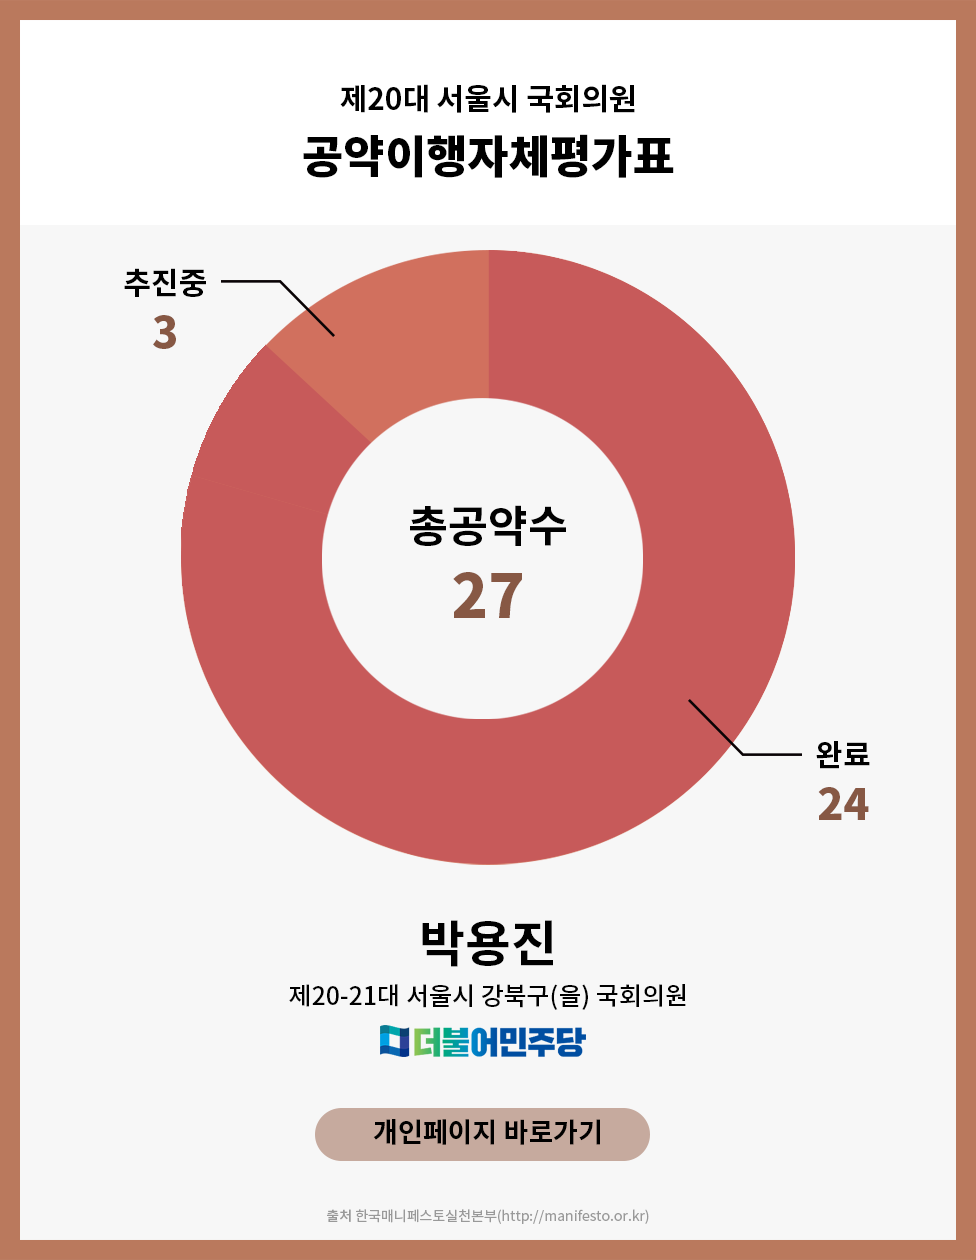 제20대 서울시 국회의원
공약이행자체평가표
추진중
3
총공약수
27
완료
24
박용진
제20-21대 서울시 강북구(을) 국회의원
더불어민주당
개인페이지 바로가기
출처 한국매니페스토실천본부(http://manifesto.or.kr)